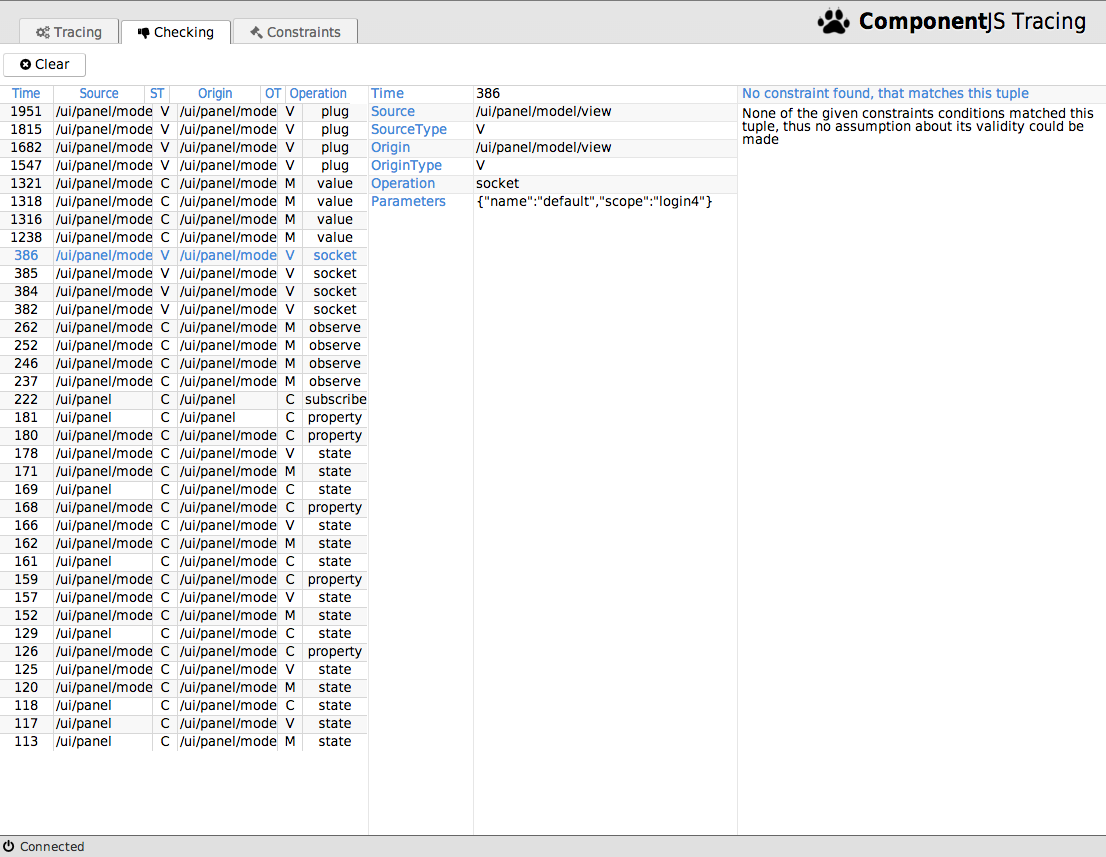 ComponentJS Tracing
Tracing Checking Constraints
Clear
Time Source ST Origin OT Operation
1951 /ui/panel/mode V /ui/panel/mode V plug
1815 /ui/panel/mode V /ui/panel/mode V plug
1682 /ui/panel/mode V /ui/panel/mode V plug
1547 /ui/panel/mode V /ui/panel/mode V plug
1321 /ui/panel/mode C /ui/panel/mode M value
1318 /ui/panel/mode C /ui/panel/mode M value
1316 /ui/panel/mode C /ui/panel/mode M value
1238 /ui/panel/mode C /ui/panel/mode M value
386 /ui/panel/mode V /ui/panel/mode V socket
385 /ui/panel/mode V /ui/panel/mode V socket
384 /ui/panel/mode V /ui/panel/mode V socket
382 /ui/panel/mode V /ui/panel/mode V socket
262 /ui/panel/mode C /ui/panel/mode M observe
252 /ui/panel/mode C /ui/panel/mode M observe
246 /ui/panel/mode C /ui/panel/mode M observe
237 /ui/panel/mode C /ui/panel/mode M observe
222 /ui/panel C /ui/panel C subscribe
181 /ui/panel C /ui/panel C property
180 /ui/panel/mode C /ui/panel/mode C property
178 /ui/panel/mode C /ui/panel/mode V state
171 /ui/panel/mode C /ui/panel/mode M state
169 /ui/panel C /ui/panel/mode C state
168 /ui/panel/mode C /ui/panel/mode C property
166 /ui/panel/mode C /ui/panel/mode V state
162 /ui/panel/mode C /ui/panel/mode M state
161 /ui/panel C /ui/panel/mode C state
159 /ui/panel/mode C /ui/panel/mode C property
157 /ui/panel/mode C /ui/panel/mode V state
152 /ui/panel/mode C /ui/panel/mode M state
129 /ui/panel C /ui/panel/mode C state
126 /ui/panel/mode C /ui/panel/mode C property
125 /ui/panel/mode C /ui/panel/mode V state
120 /ui/panel/mode C /ui/panel/mode M state
118 /ui/panel C /ui/panel/mode C state
117 /ui/panel C /ui/panel/mode V state
113 /ui/panel C /ui/panel/mode M state
Time 386
Source /ui/panel/model/view
SourceType V
Origin /ui/panel/model/view
OriginType V
Operation socket
Parameters {"name":"default","scope":"login4"}
No constraint found, that matches this tuple
None of the given constraints conditions matched this
tuple, thus no assumption about its validity could be
made
Connected